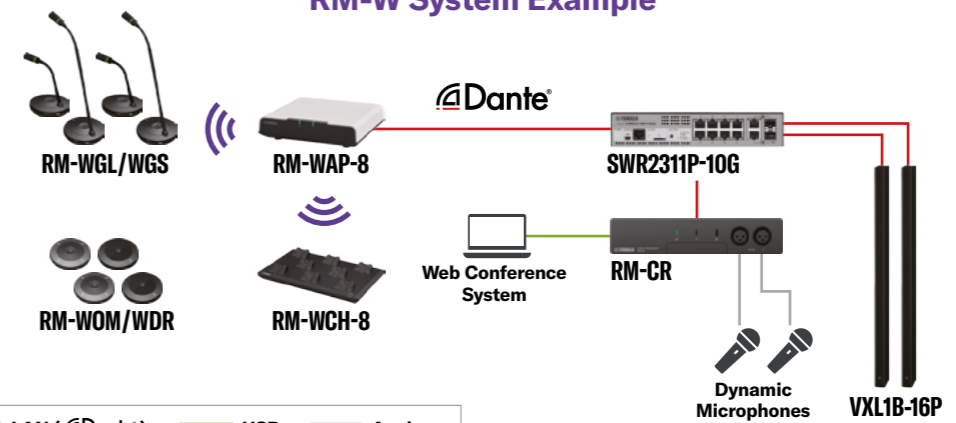 RM-W System Example
Dante
YAMAHA
RM-WGL/WGS
RM-WAP-8
SWR2311P-10G
Web Conference
System
RM-CR
RM-WOM/WDR
RM-WCH-8
Dynamic
Microphones
VXL1B-16P